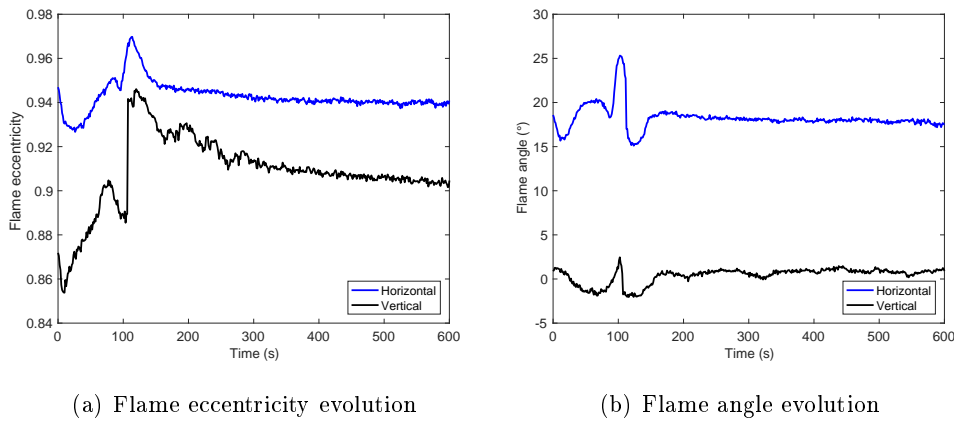 0.98
0.96
0.94
0.92
0.9
0.88
0.86
0.84
Flame eccentricity
0 100 200 300 400 500 600
Time (s)
Horizontal
Vertical
(a) Flame eccentricity evolution
30
25
20
15
10
5
0
-5
Flame angle (°)
0 100 200 300 400 500 600
Time (s)
Horizontal
Vertical
(b) Flame angle evolution